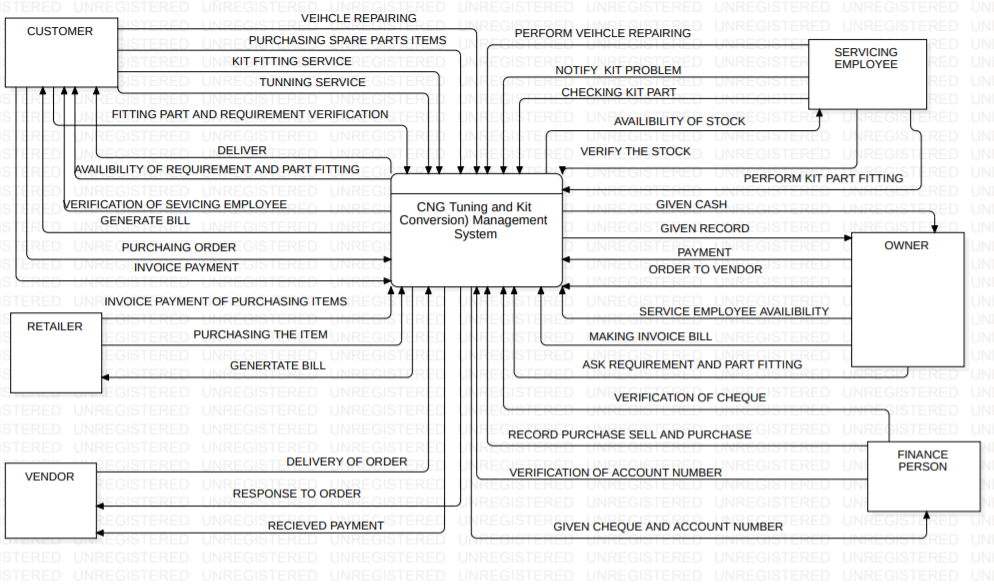 CUSTOMER
VEIHCLE REPAIRING
PURCHASING SPARE PARTS ITEMS
KIT FITTING SERVICE
TUNNING SERVICE
FITTING PART AND REQUIREMENT VERIFICATION
DELIVER
AVAILIBILITY OF REQUIREMENT AND PART FITTING
VERIFICATION OF SEVICING EMPLOYEE
GENERATE BILL
PURCHAING ORDER
INVOICE PAYMENT
PERFORM VEIHCLE REPAIRING
NOTIFY KIT PROBLEM
CHECKING KIT PART
AVAILIBILITY OF STOCK
VERIFY THE STOCK
PERFORM KIT PART FITTING
SERVICING
EMPLOYEE
CNG Tuning and Kit
Conversion) Management
System
GIVEN CASH
GIVEN RECORD
PAYMENT
ORDER TO VENDOR
SERVICE EMPLOYEE AVAILIBILITY
MAKING INVOICE BILL
ASK REQUIREMENT AND PART FITTING
OWNER
INVOICE PAYMENT OF PURCHASING ITEMS
RETAILER
PURCHASING THE ITEM
GENERTATE BILL
VERIFICATION OF CHEQUE
RECORD PURCHASE SELL AND PURCHASE
VERIFICATION OF ACCOUNT NUMBER
GIVEN CHEQUE AND ACCOUNT NUMBER
FINANCE
PERSON
DELIVERY OF ORDER
VENDOR
RESPONSE TO ORDER
RECIEVED PAYMENT
UNREGISTERED